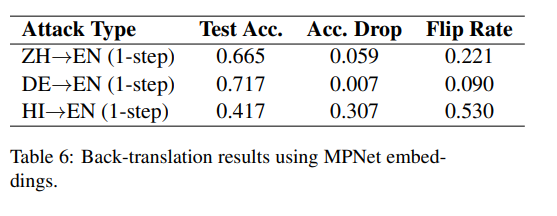 Attack Type Test Acc. Acc. Drop Flip Rate
ZH→EN (1-step) 0.665 0.059 0.221
DE→EN (1-step) 0.717 0.007 0.090
HI→EN (1-step) 0.417 0.307 0.530
Table 6: Back-translation results using MPNet embed-
dings.